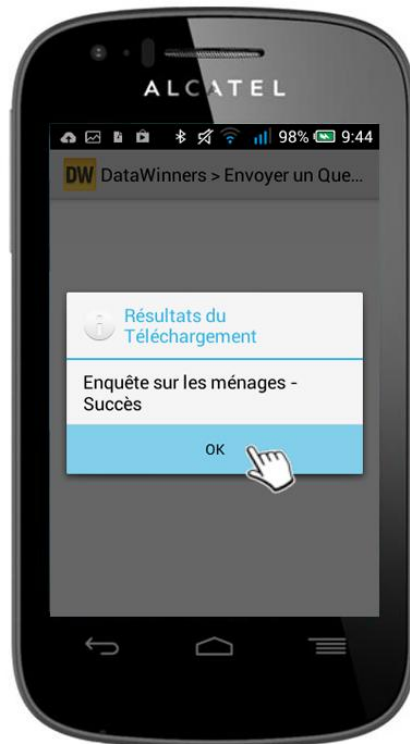 ALCATEL
98% 9:44
DW DataWinners > Envoyer un Que...
Résultats du
Téléchargement
Enquête sur les ménages -
Succès
OK